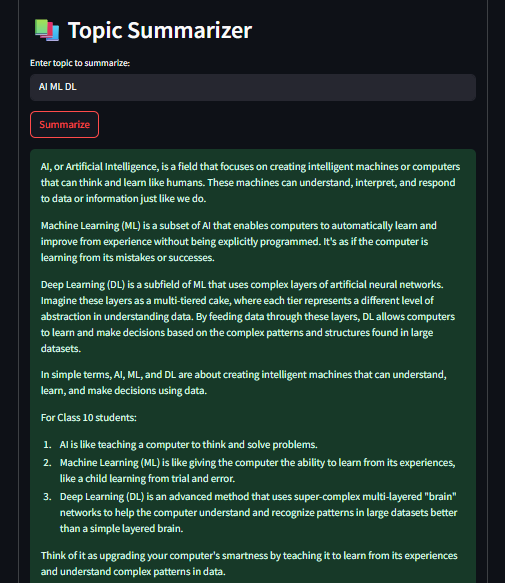 Topic Summarizer
Enter topic to summarize:
AI ML DL
Summarize
AI, or Artificial Intelligence, is a field that focuses on creating intelligent machines or computers
that can think and learn like humans. These machines can understand, interpret, and respond
to data or information just like we do.
Machine Learning (ML) is a subset of AI that enables computers to automatically learn and
improve from experience without being explicitly programmed. It's as if the computer is
learning from its mistakes or successes.
Deep Learning (DL) is a subfield of ML that uses complex layers of artificial neural networks.
Imagine these layers as a multi-tiered cake, where each tier represents a different level of
abstraction in understanding data. By feeding data through these layers, DL allows computers
to learn and make decisions based on the complex patterns and structures found in large
datasets.
In simple terms, AI, ML, and DL are about creating intelligent machines that can understand,
learn, and make decisions using data.
For Class 10 students:
1. AI is like teaching a computer to think and solve problems.
2. Machine Learning (ML) is like giving the computer the ability to learn from its experiences,
like a child learning from trial and error.
3. Deep Learning (DL) is an advanced method that uses super-complex multi-layered "brain"
networks to help the computer understand and recognize patterns in large datasets better
than a simple layered brain.
Think of it as upgrading your computer's smartness by teaching it to learn from its experiences
and understand complex patterns in data.